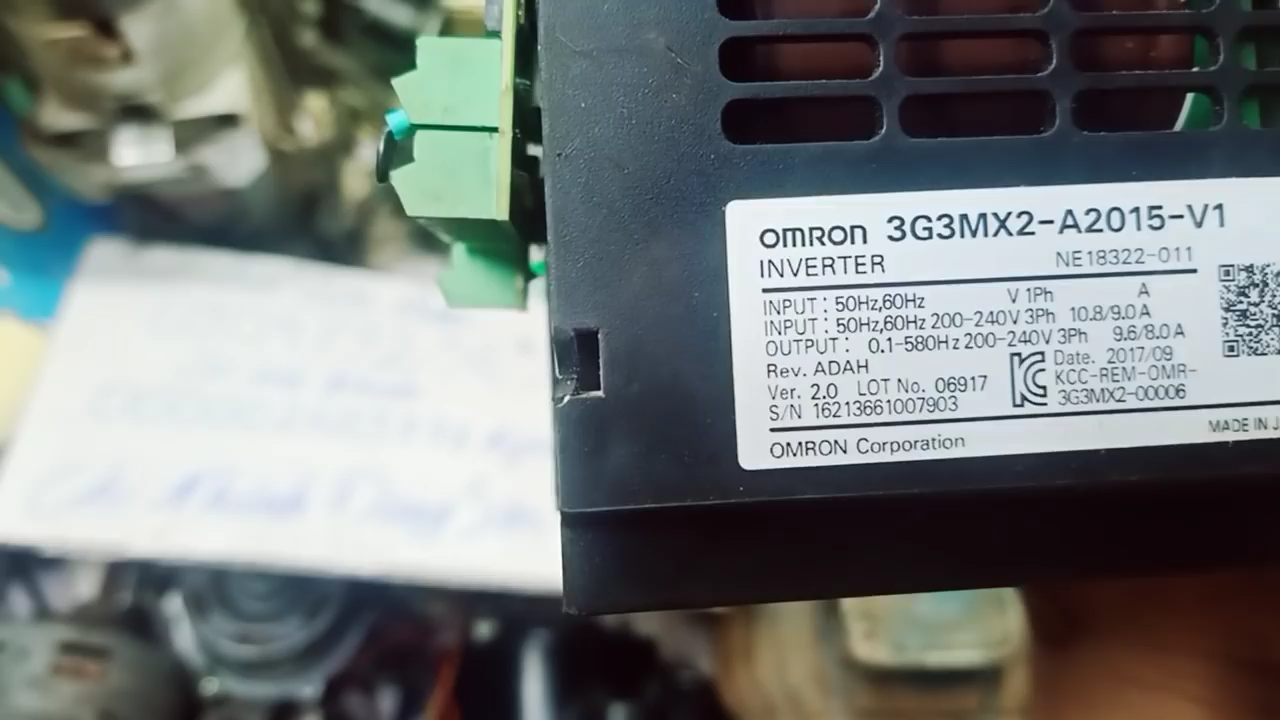 OMRON 3G3MX2-A2015-V1
INVERTER NE18322-011
INPUT : 50Hz,60Hz V 1Ph A
INPUT : 50Hz,60Hz 200-240V 3Ph 10.8/9.0 A
OUTPUT : 0.1-580Hz 200-240V 3Ph 9.6/8.0 A
Rev. ADAH Date. 2017/09
Ver. 2.0 LOT No. 06917 KCC-REM-OMR-
S/N 16213661007903 3G3MX2-00006
OMRON Corporation MADE IN